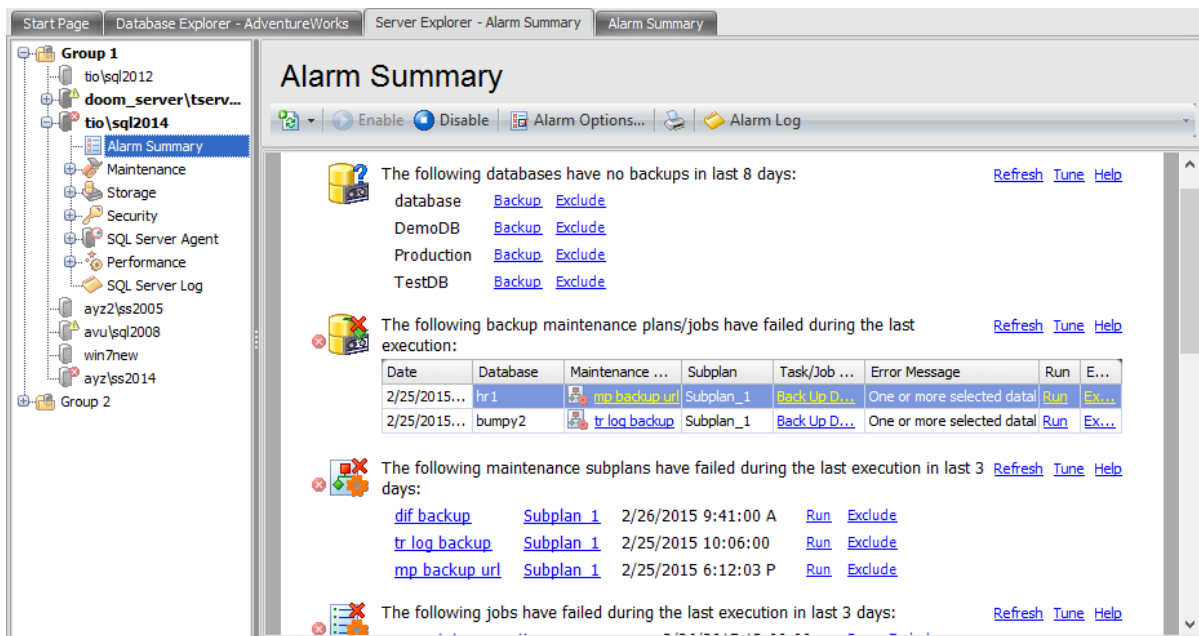 Start Page Database Explorer - AdventureWorks Server Explorer - Alarm Summary Alarm Summary
Group 1
tio\sql2012
doom_server\tserv...
tio\sql2014
Alarm Summary
Maintenance
Storage
Security
SQL Server Agent
Performance
SQL Server Log
ayz2\ss2005
avu\sql2008
win7new
ayz\ss2014
Group 2
Alarm Summary
Enable Disable Alarm Options... Alarm Log
The following databases have no backups in last 8 days: Refresh Tune Help
database Backup Exclude
DemoDB Backup Exclude
Production Backup Exclude
TestDB Backup Exclude
The following backup maintenance plans/jobs have failed during the last Refresh Tune Help
execution:
Date Database Maintenance ... Subplan Task/Job ... Error Message Run E...
2/25/2015... hr1 mp backup url Subplan_1 Back Up D... One or more selected datal Run Ex...
2/25/2015... bumpy2 tr log backup Subplan_1 Back Up D... One or more selected datal Run Ex...
The following maintenance subplans have failed during the last execution in last 3 Refresh Tune Help
days:
dif backup Subplan_1 2/26/2015 9:41:00 A Run Exclude
tr log backup Subplan_1 2/25/2015 10:06:00 Run Exclude
mp backup url Subplan_1 2/25/2015 6:12:03 P Run Exclude
The following jobs have failed during the last execution in last 3 days: Refresh Tune Help